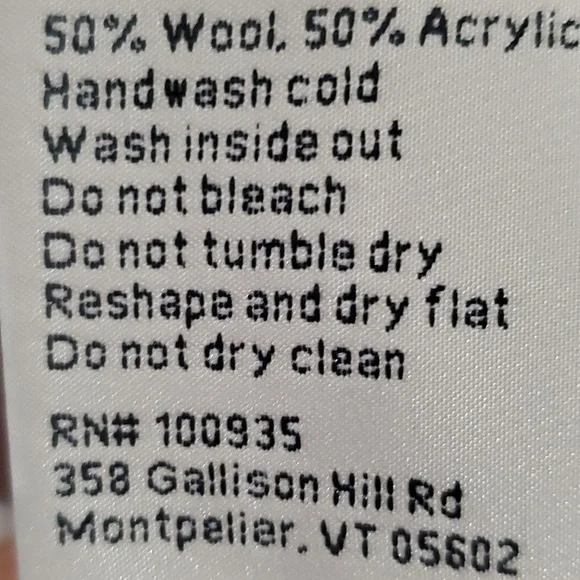 50% Wool, 50% Acrylic
Handwash cold
Wash inside out
Do not bleach
Do not tumble dry
Reshape and dry flat
Do not dry clean
RN# 100935
358 Gallison Hill Rd
Montpelier, VT 05602